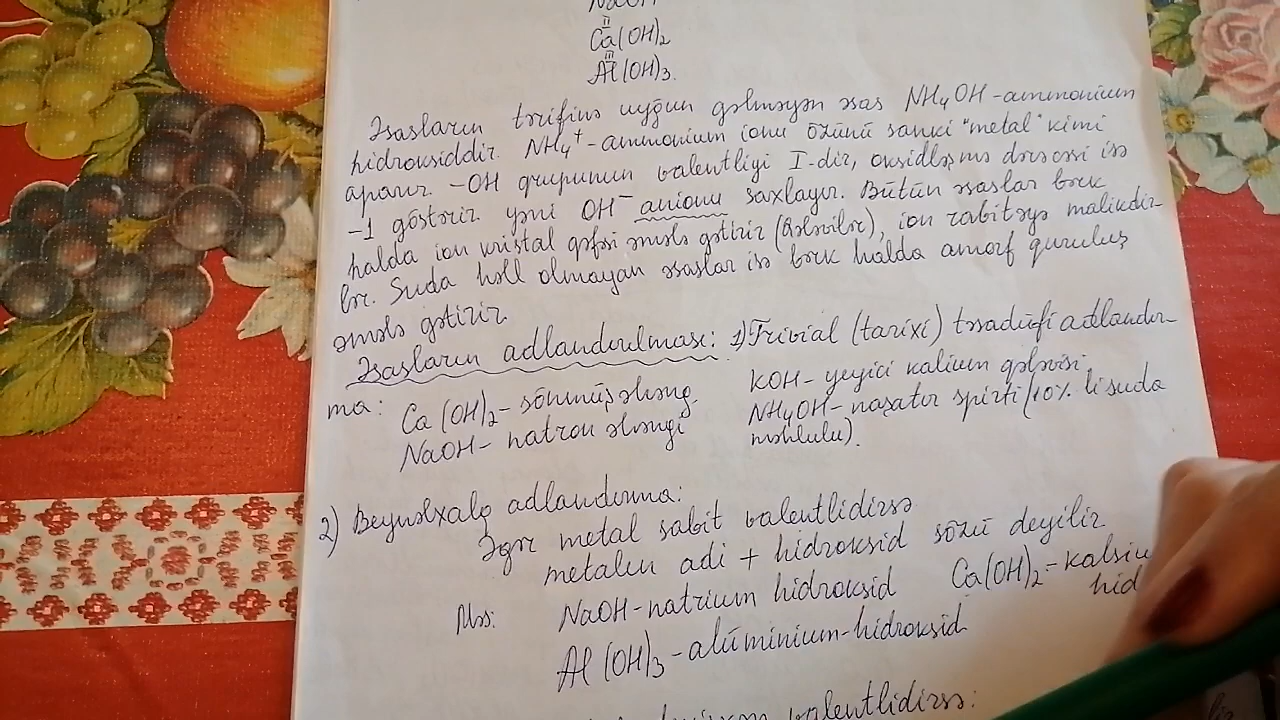 NaOH
II
Ca(OH)2
III
Al(OH)3.
Əsasların tərifinə uyğun gəlməyən əsas NH4OH-ammonium
hidroksiddir. NH4+-ammonium ionu özünü sanki "metal" kimi
aparır. -OH qrupunun valentliyi I-dir, oksidləşmə dərəcəsi isə
-1 göstərir yəni OH- anionu saxlayır. Bütün əsaslar bərk
halda ion kristal qəfəsi əmələ gətirir (Qələvilər), ion rabitəyə malikdir-
lər. Suda həll olmayan əsaslar isə bərk halda amorf quruluş
əmələ gətirir.
Əsasların adlandırılması: 1) Trivial (tarixi) təsadüfi adlandır-
ma: Ca(OH)2-sönmüş əhəng. KOH-yeyici kalium qələvisi.
NaOH-natron əhəngi NH4OH-naşatır spirti (10% li suda
məhlulu).
2) Beynəlxalq adlandırma:
Əgər metal sabit valentlidirsə
metalın adı + hidroksid sözü deyilir
Məs: NaOH-natrium hidroksid Ca(OH)2-kalsiu
hid
Al(OH)3-alüminium-hidroksid
valentlidirsə: